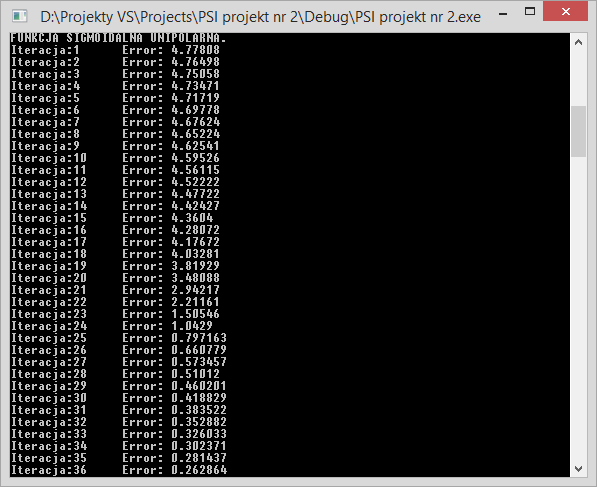 D:\Projekty VS\Projects\PSI projekt nr 2\Debug\PSI projekt nr 2.exe
FUNKCJA SIGMOIDALNA UNIPOLARNA.
Iteracja:1 Error: 4.77808
Iteracja:2 Error: 4.76498
Iteracja:3 Error: 4.75058
Iteracja:4 Error: 4.73471
Iteracja:5 Error: 4.71719
Iteracja:6 Error: 4.69778
Iteracja:7 Error: 4.67624
Iteracja:8 Error: 4.65224
Iteracja:9 Error: 4.62541
Iteracja:10 Error: 4.59526
Iteracja:11 Error: 4.56115
Iteracja:12 Error: 4.52222
Iteracja:13 Error: 4.47722
Iteracja:14 Error: 4.42427
Iteracja:15 Error: 4.3604
Iteracja:16 Error: 4.28072
Iteracja:17 Error: 4.17672
Iteracja:18 Error: 4.03281
Iteracja:19 Error: 3.81929
Iteracja:20 Error: 3.48088
Iteracja:21 Error: 2.94217
Iteracja:22 Error: 2.21161
Iteracja:23 Error: 1.50546
Iteracja:24 Error: 1.0429
Iteracja:25 Error: 0.797163
Iteracja:26 Error: 0.660779
Iteracja:27 Error: 0.573457
Iteracja:28 Error: 0.51012
Iteracja:29 Error: 0.460201
Iteracja:30 Error: 0.418829
Iteracja:31 Error: 0.383522
Iteracja:32 Error: 0.352882
Iteracja:33 Error: 0.326033
Iteracja:34 Error: 0.302371
Iteracja:35 Error: 0.281437
Iteracja:36 Error: 0.262864